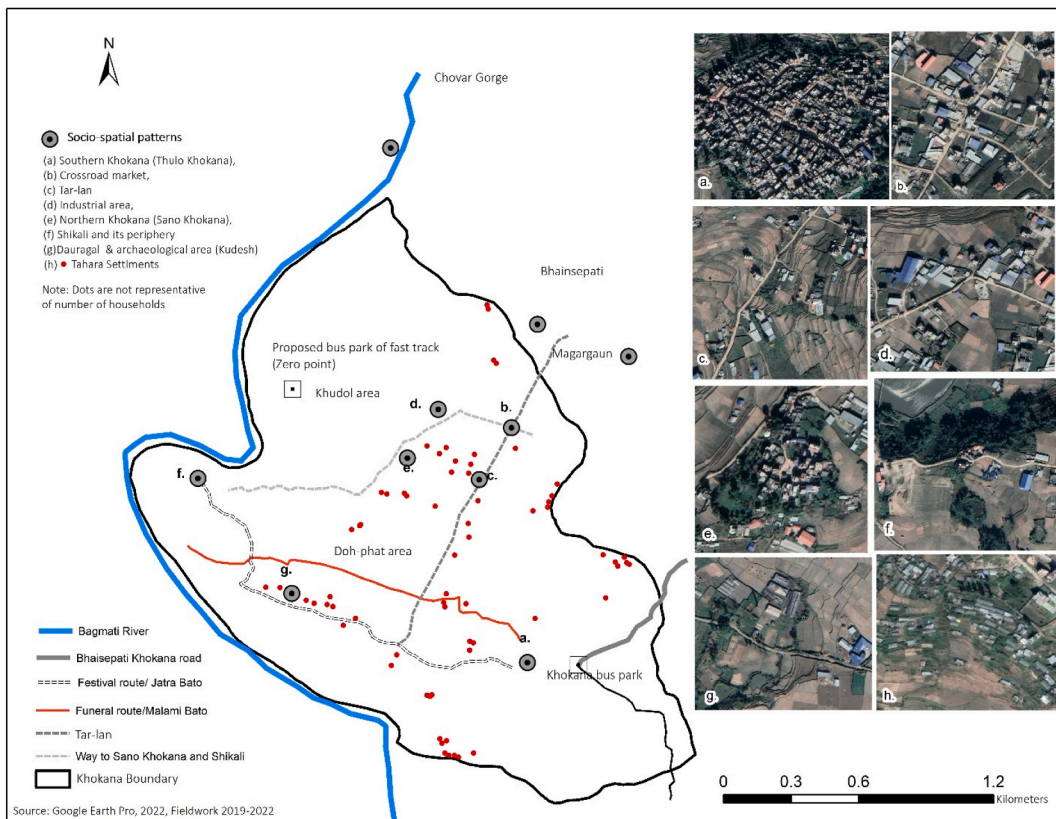 N
Chovar Gorge
Socio-spatial patterns
(a) Southern Khokana (Thulo Khokana),
(b) Crossroad market,
(c) Tar-lan
(d) Industrial area,
(e) Northern Khokana (Sano Khokana),
(f) Shikali and its periphery
(g)Dauragal & archaeological area (Kudesh)
(h) Tahara Settlments
Note: Dots are not representative
of number of households
Bhainsepati
Magargaun
Proposed bus park of fast track
(Zero point)
Khudol area
d.
b.
e.
c.
f.
Doh-phat area
g.
a.
Khokana bus park
Bagmati River
Bhaisepati Khokana road
Festival route/ Jatra Bato
Funeral route/Malami Bato
Tar-lan
Way to Sano Khokana and Shikali
Khokana Boundary
Source: Google Earth Pro, 2022, Fieldwork 2019-2022
a.
b.
c.
d.
e.
f.
g.
h.
0 0.3 0.6 1.2
Kilometers